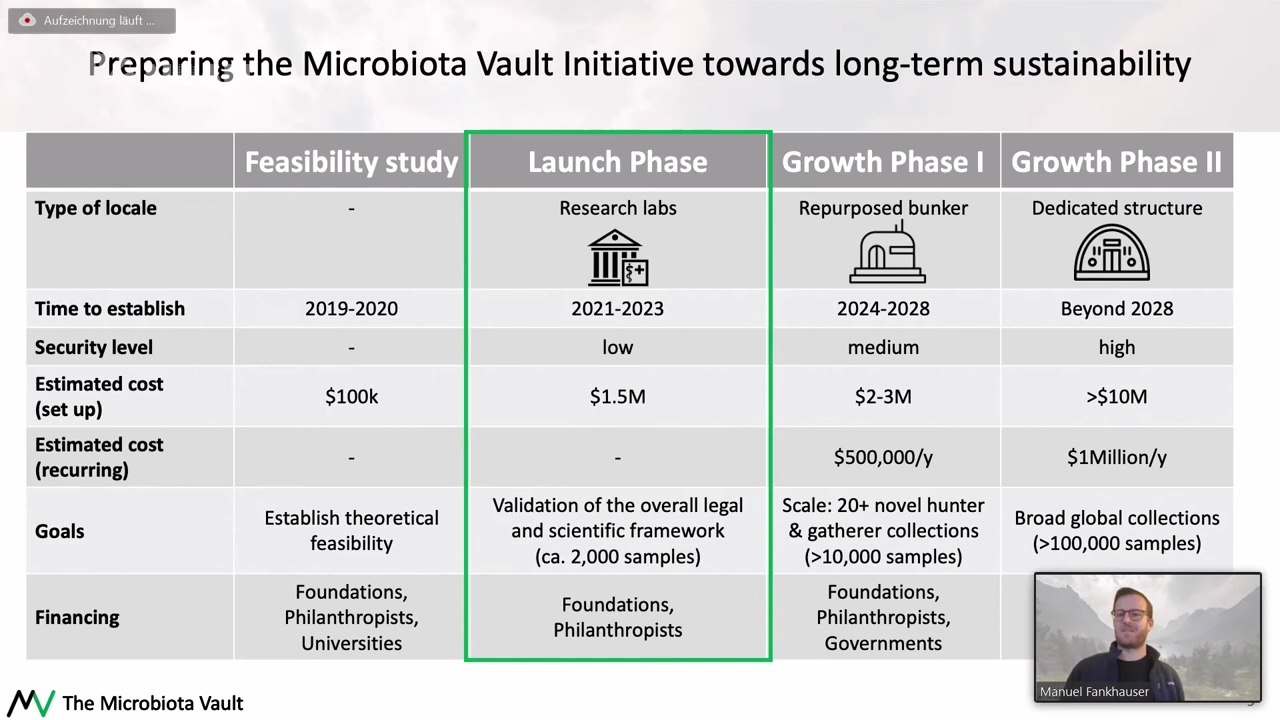 Aufzeichnung läuft ...
Preparing the Microbiota Vault Initiative towards long-term sustainability
Feasibility study
Launch Phase
Growth Phase I
Growth Phase II
Type of locale
-
Research labs
Repurposed bunker
Dedicated structure
Time to establish
2019-2020
2021-2023
2024-2028
Beyond 2028
Security level
-
low
medium
high
Estimated cost
(set up)
$100k
$1.5M
$2-3M
>$10M
Estimated cost
(recurring)
-
-
$500,000/y
$1Million/y
Goals
Establish theoretical
feasibility
Validation of the overall legal
and scientific framework
(ca. 2,000 samples)
Scale: 20+ novel hunter
& gatherer collections
(>10,000 samples)
Broad global collections
(>100,000 samples)
Financing
Foundations,
Philanthropists,
Universities
Foundations,
Philanthropists
Foundations,
Philanthropists,
Governments
Manuel Fankhauser
The Microbiota Vault